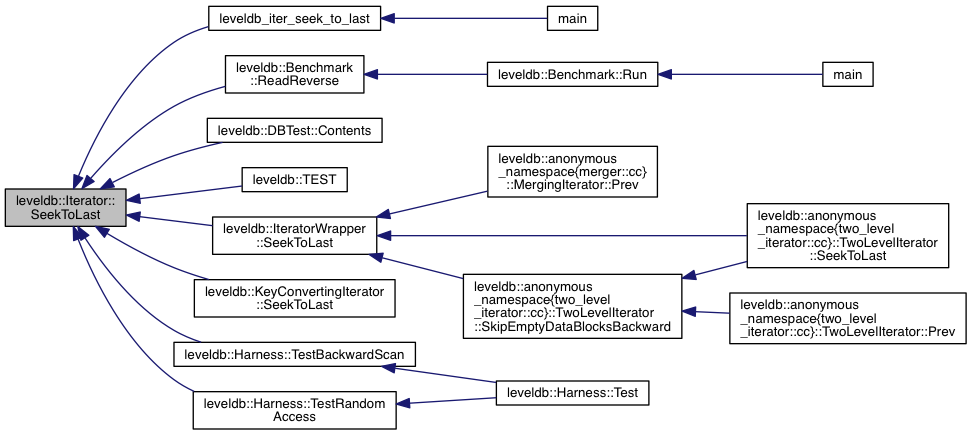 leveldb_iter_seek_to_last
main
leveldb::Benchmark
::ReadReverse
leveldb::Benchmark::Run
main
leveldb::DBTest::Contents
leveldb::TEST
leveldb::anonymous
_namespace{merger::cc}
::MergingIterator::Prev
leveldb::Iterator::
SeekToLast
leveldb::IteratorWrapper
::SeekToLast
leveldb::anonymous
_namespace{two_level
_iterator::cc}::TwoLevelIterator
::SeekToLast
leveldb::KeyConvertingIterator
::SeekToLast
leveldb::anonymous
_namespace{two_level
_iterator::cc}::TwoLevelIterator
::SkipEmptyDataBlocksBackward
leveldb::anonymous
_namespace{two_level
_iterator::cc}::TwoLevelIterator::Prev
leveldb::Harness::TestBackwardScan
leveldb::Harness::Test
leveldb::Harness::TestRandom
Access